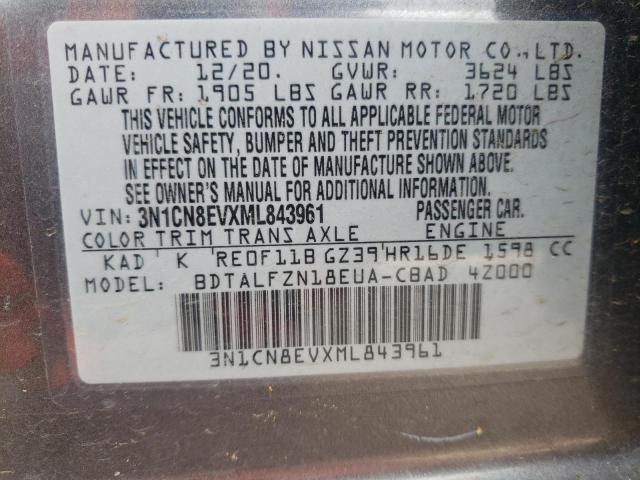 MANUFACTURED BY NISSAN MOTOR CO., LTD.
DATE: 12/20. GVWR: 3624 LBS
GAWR FR: 1905 LBS GAWR RR: 1720 LBS
THIS VEHICLE CONFORMS TO ALL APPLICABLE FEDERAL MOTOR
VEHICLE SAFETY, BUMPER AND THEFT PREVENTION STANDARDS
IN EFFECT ON THE DATE OF MANUFACTURE SHOWN ABOVE.
SEE OWNER'S MANUAL FOR ADDITIONAL INFORMATION.
VIN: 3N1CN8EVXML843961 PASSENGER CAR.
COLOR TRIM TRANS AXLE ENGINE
KAD K RE0F11B GZ39 HR16DE 1598 CC
MODEL: BDTALFZN18EUA-CBAD 4Z000
3N1CN8EVXML843961